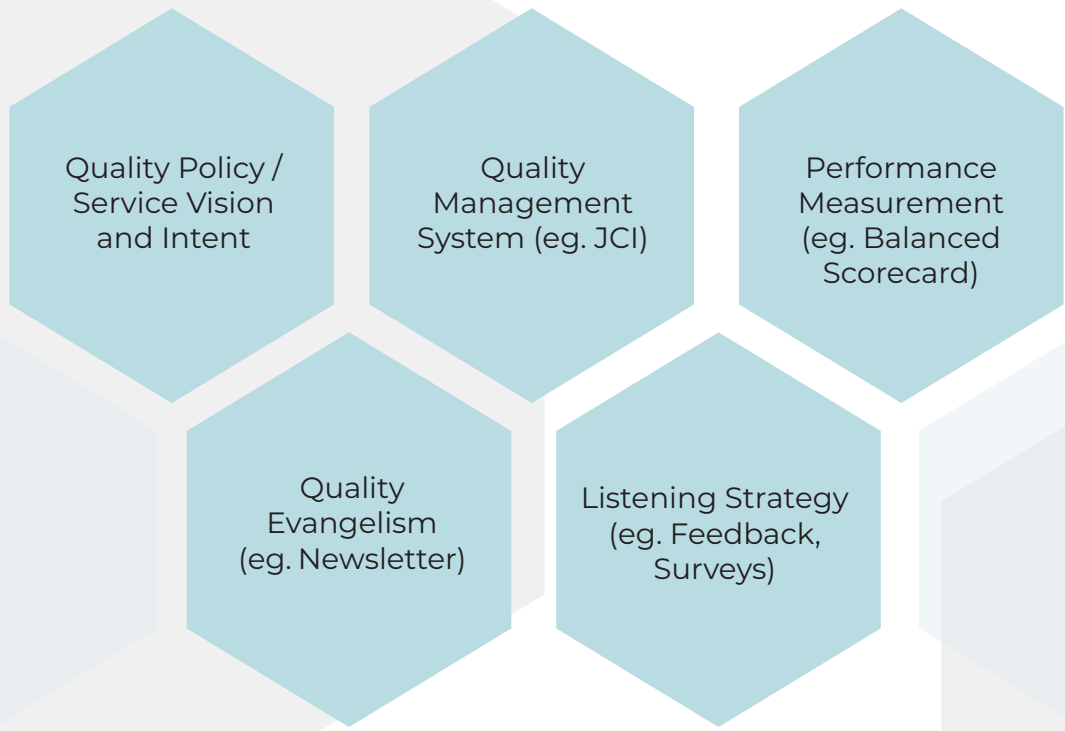 Quality Policy /
Service Vision
and Intent
Quality
Management
System (eg. JCI)
Performance
Measurement
(eg. Balanced
Scorecard)
Quality
Evangelism
(eg. Newsletter)
Listening Strategy
(eg. Feedback,
Surveys)